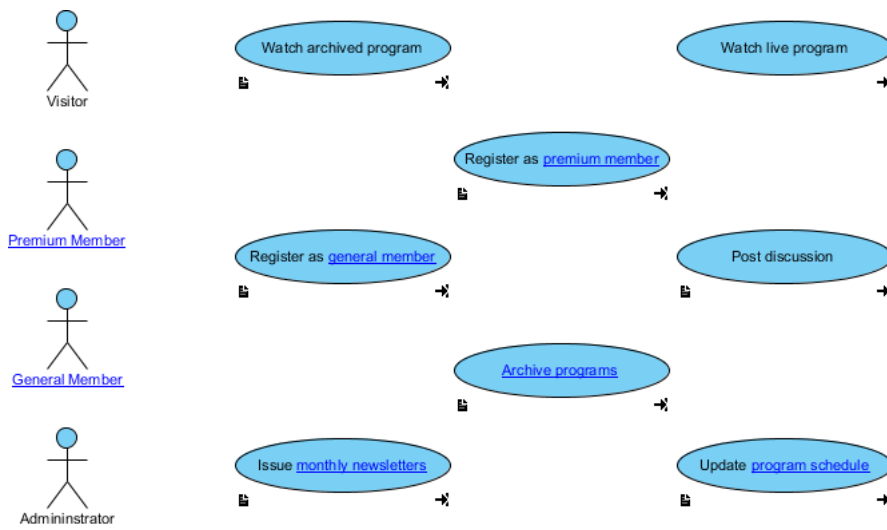 Watch archived program
Watch live program
Visitor
Register as premium member
Premium Member
Register as general member
Post discussion
General Member
Archive programs
Issue monthly newsletters
Update program schedule
Admininstrator